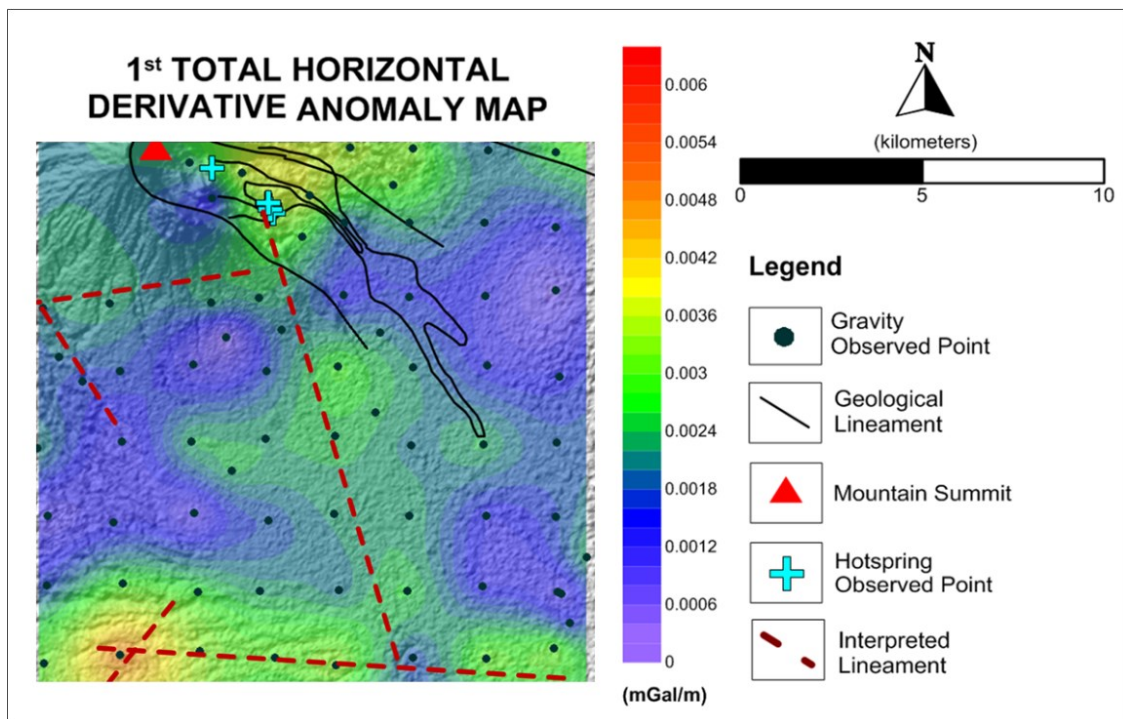 1st TOTAL HORIZONTAL
DERIVATIVE ANOMALY MAP
0.006
0.0054
0.0048
0.0042
0.0036
0.003
0.0024
0.0018
0.0012
0.0006
0
(mGal/m)
N
(kilometers)
0 5 10
Legend
Gravity
Observed Point
Geological
Lineament
Mountain Summit
Hotspring
Observed Point
Interpreted
Lineament